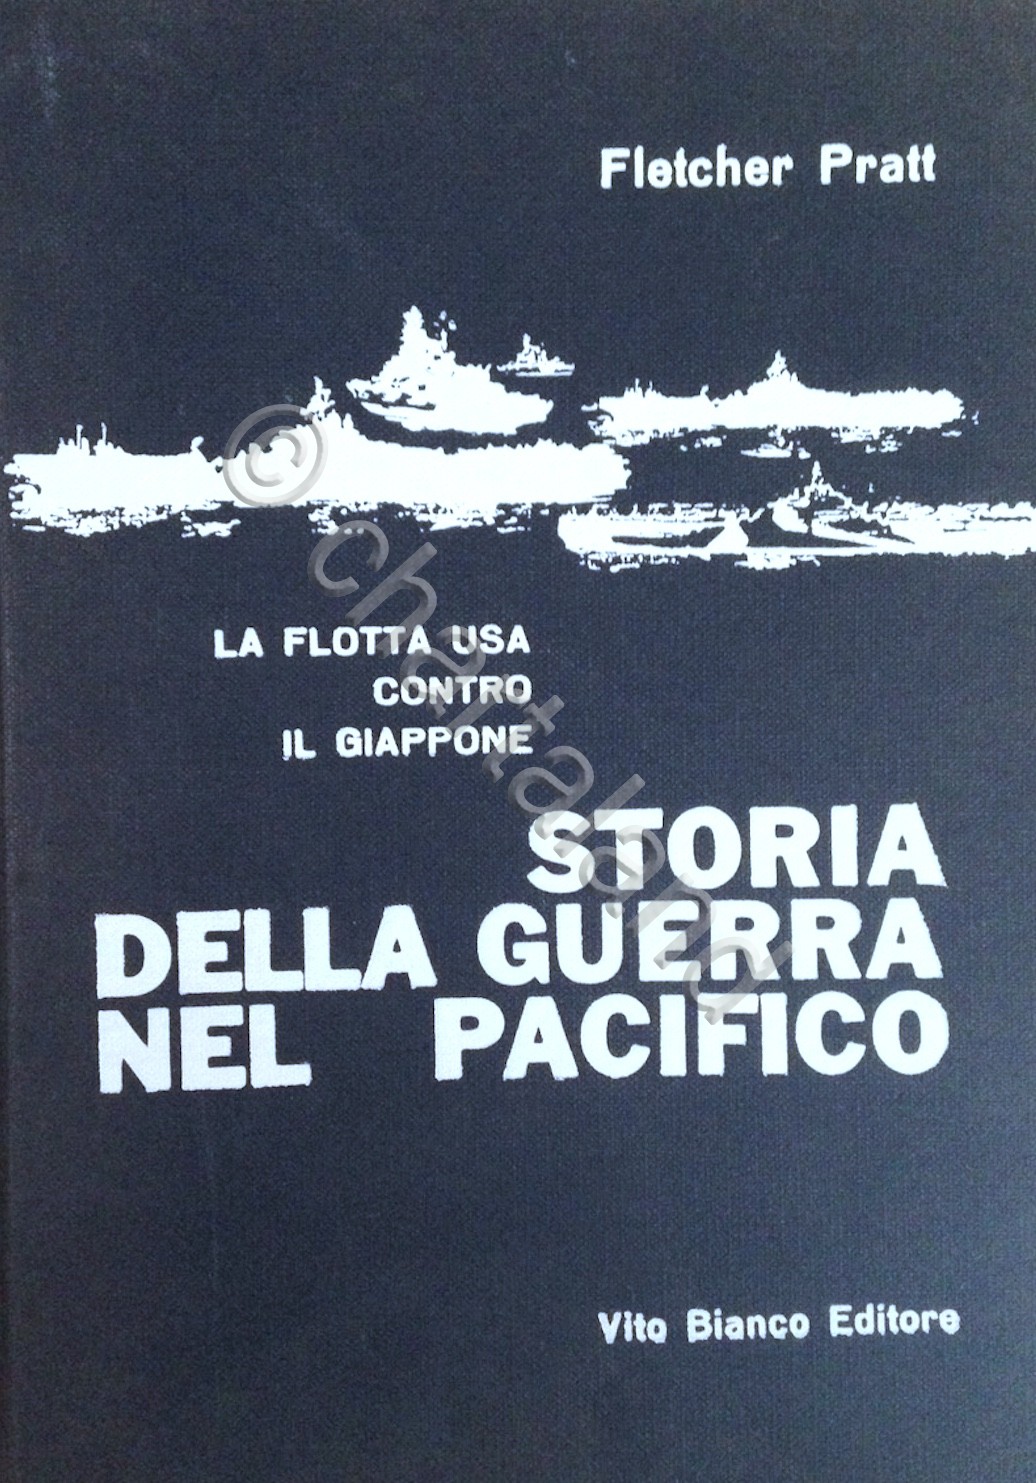 Fletcher Pratt
LA FLOTTA USA
CONTRO
IL GIAPPONE
STORIA
DELLA GUERRA
NEL PACIFICO
Vito Bianco Editore
© chartaland